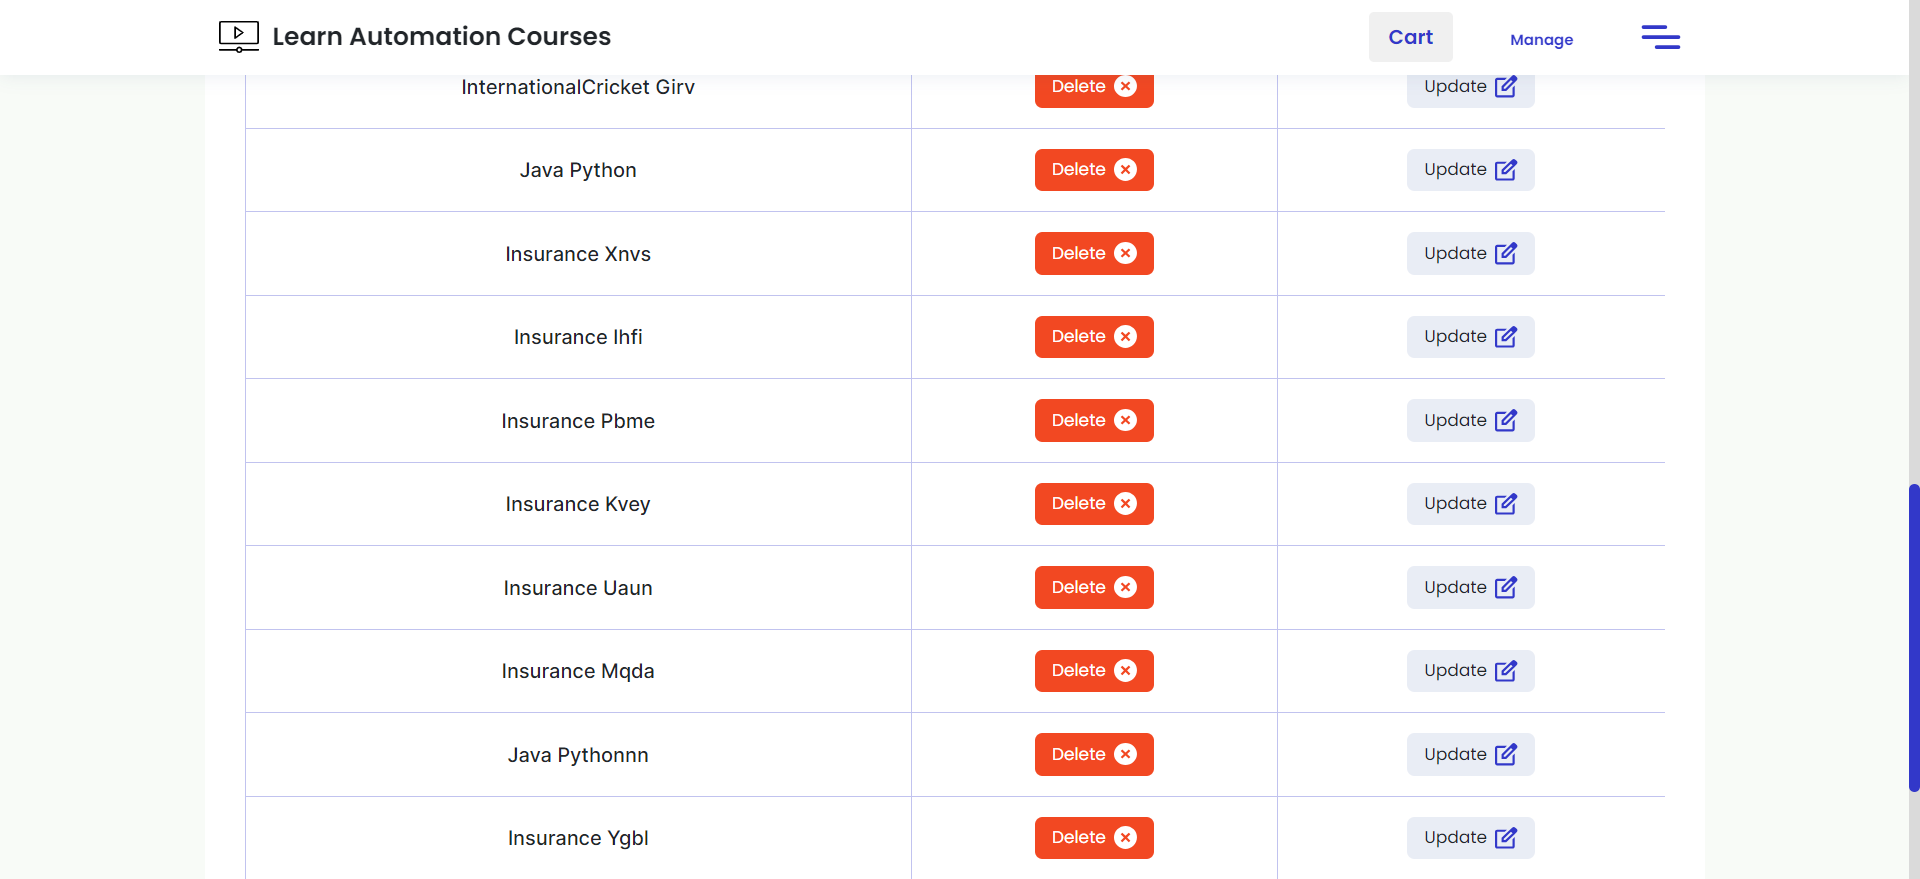 Learn Automation Courses Cart Manage
InternationalCricket Girv Delete Update
Java Python Delete Update
Insurance Xnvs Delete Update
Insurance Ihfi Delete Update
Insurance Pbme Delete Update
Insurance Kvey Delete Update
Insurance Uaun Delete Update
Insurance Mqda Delete Update
Java Pythonnn Delete Update
Insurance Ygbl Delete Update